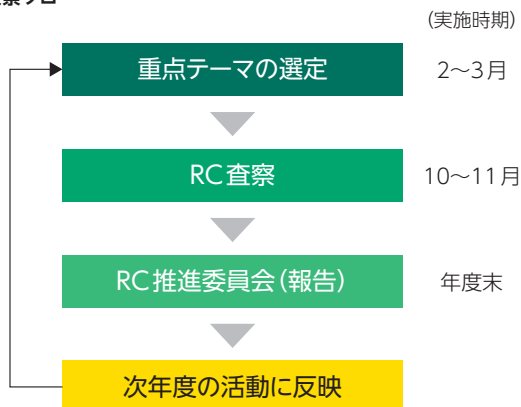 (実施時期)
重点テーマの選定
2～3月
RC査察
10～11月
RC推進委員会(報告)
年度末
次年度の活動に反映